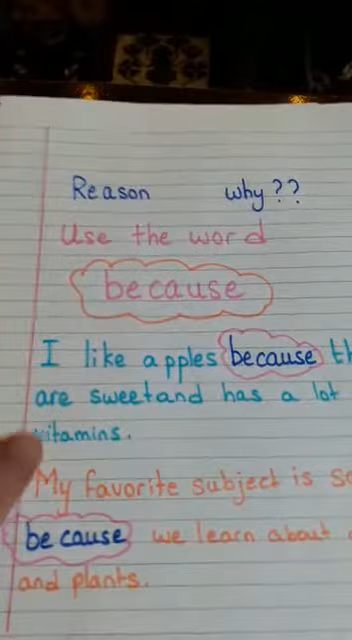 Reason why??
Use the word
because
I like apples because
are sweet and has a lot
vitamins.
My favorite subject is
because we learn about
and plants.